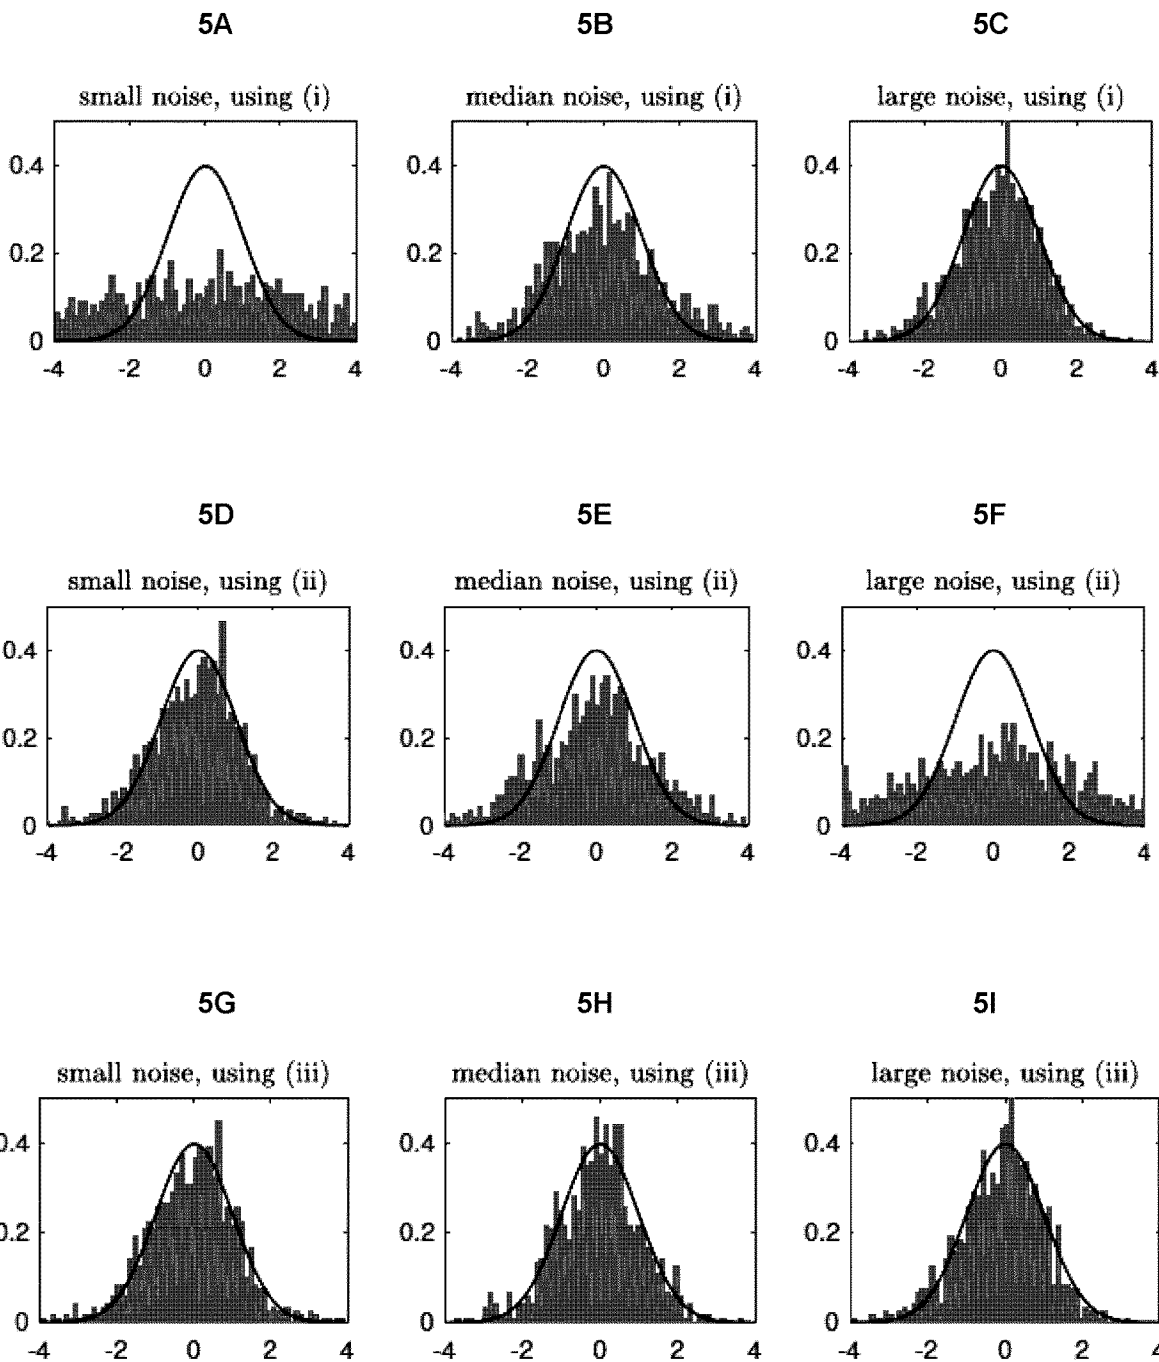 5A 5B 5C
small noise, using (i) median noise, using (i) large noise, using (i)
0.4 0.4 0.4
0.2 0.2 0.2
0 0 0
-4 -2 0 2 4 -4 -2 0 2 4 -4 -2 0 2 4
5D 5E 5F
small noise, using (ii) median noise, using (ii) large noise, using (ii)
0.4 0.4 0.4
0.2 0.2 0.2
0 0 0
-4 -2 0 2 4 -4 -2 0 2 4 -4 -2 0 2 4
5G 5H 5I
small noise, using (iii) median noise, using (iii) large noise, using (iii)
0.4 0.4 0.4
0.2 0.2 0.2
0 0 0
-4 -2 0 2 4 -4 -2 0 2 4 -4 -2 0 2 4